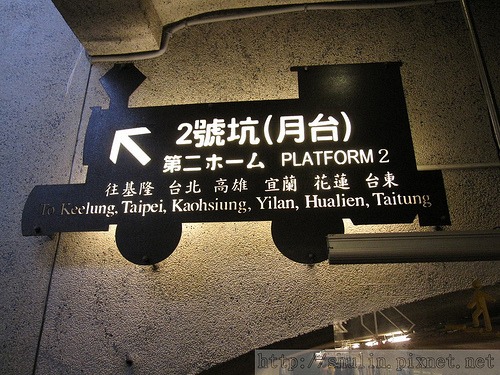 2號坑(月台)
第二ホーム PLATFORM 2
往基隆 台北 高雄 宜蘭 花蓮 台東
To Keelung, Taipei, Kaohsiung, Yilan, Hualien, Taitung
http://smulin.pixnet.net